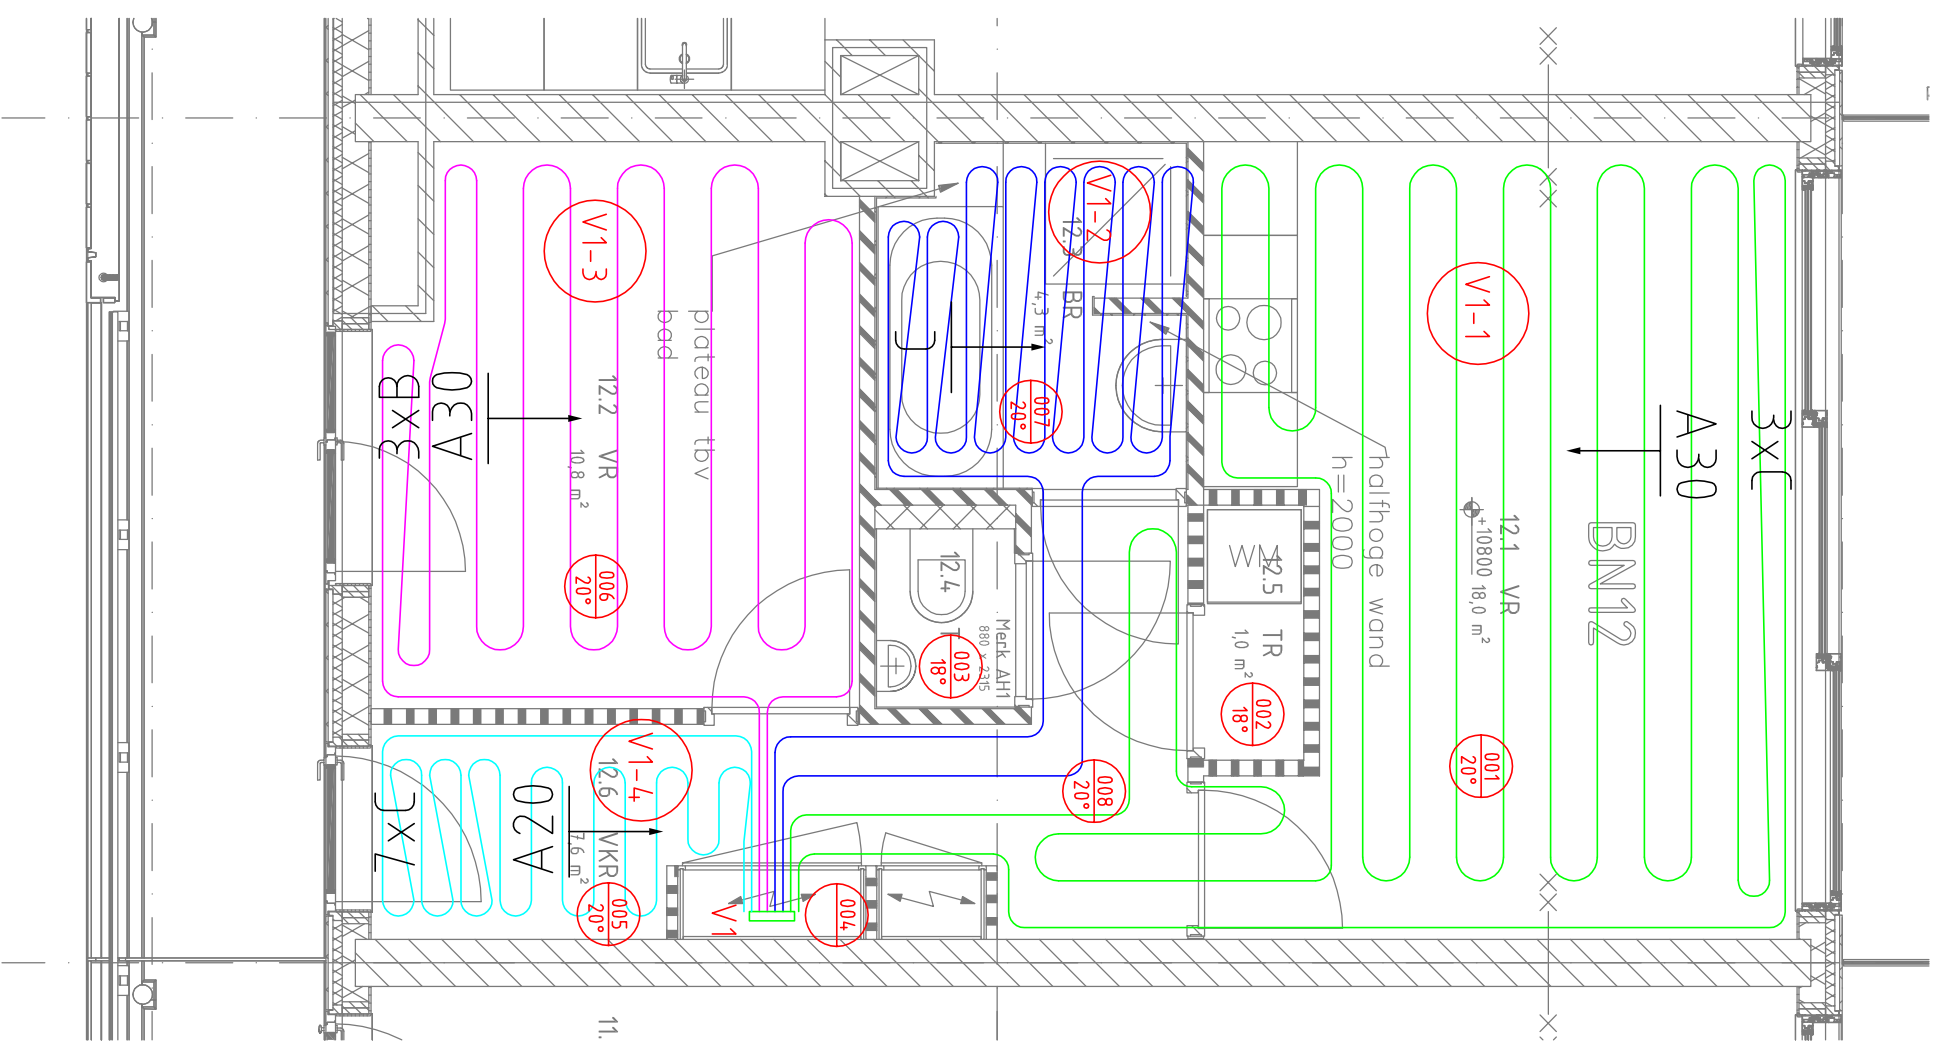 V1-3
plateau tbv
bad
12.2 VR
10,8 m²
3xB
A30
006
20°
V1-2
12.3 BR
4,3 m²
C
007
20°
V1-1
halfhoge wand
h=2000
3xC
A30
BN12
12.1 VR
+10800 18,0 m²
001
20°
12.4
T
Merk AH1
880 x 2315
003
18°
WM
12.5 TR
1,0 m²
002
18°
008
20°
V1-4
12.6 VKR
7,6 m²
7xC
A20
005
20°
V1
004
11.